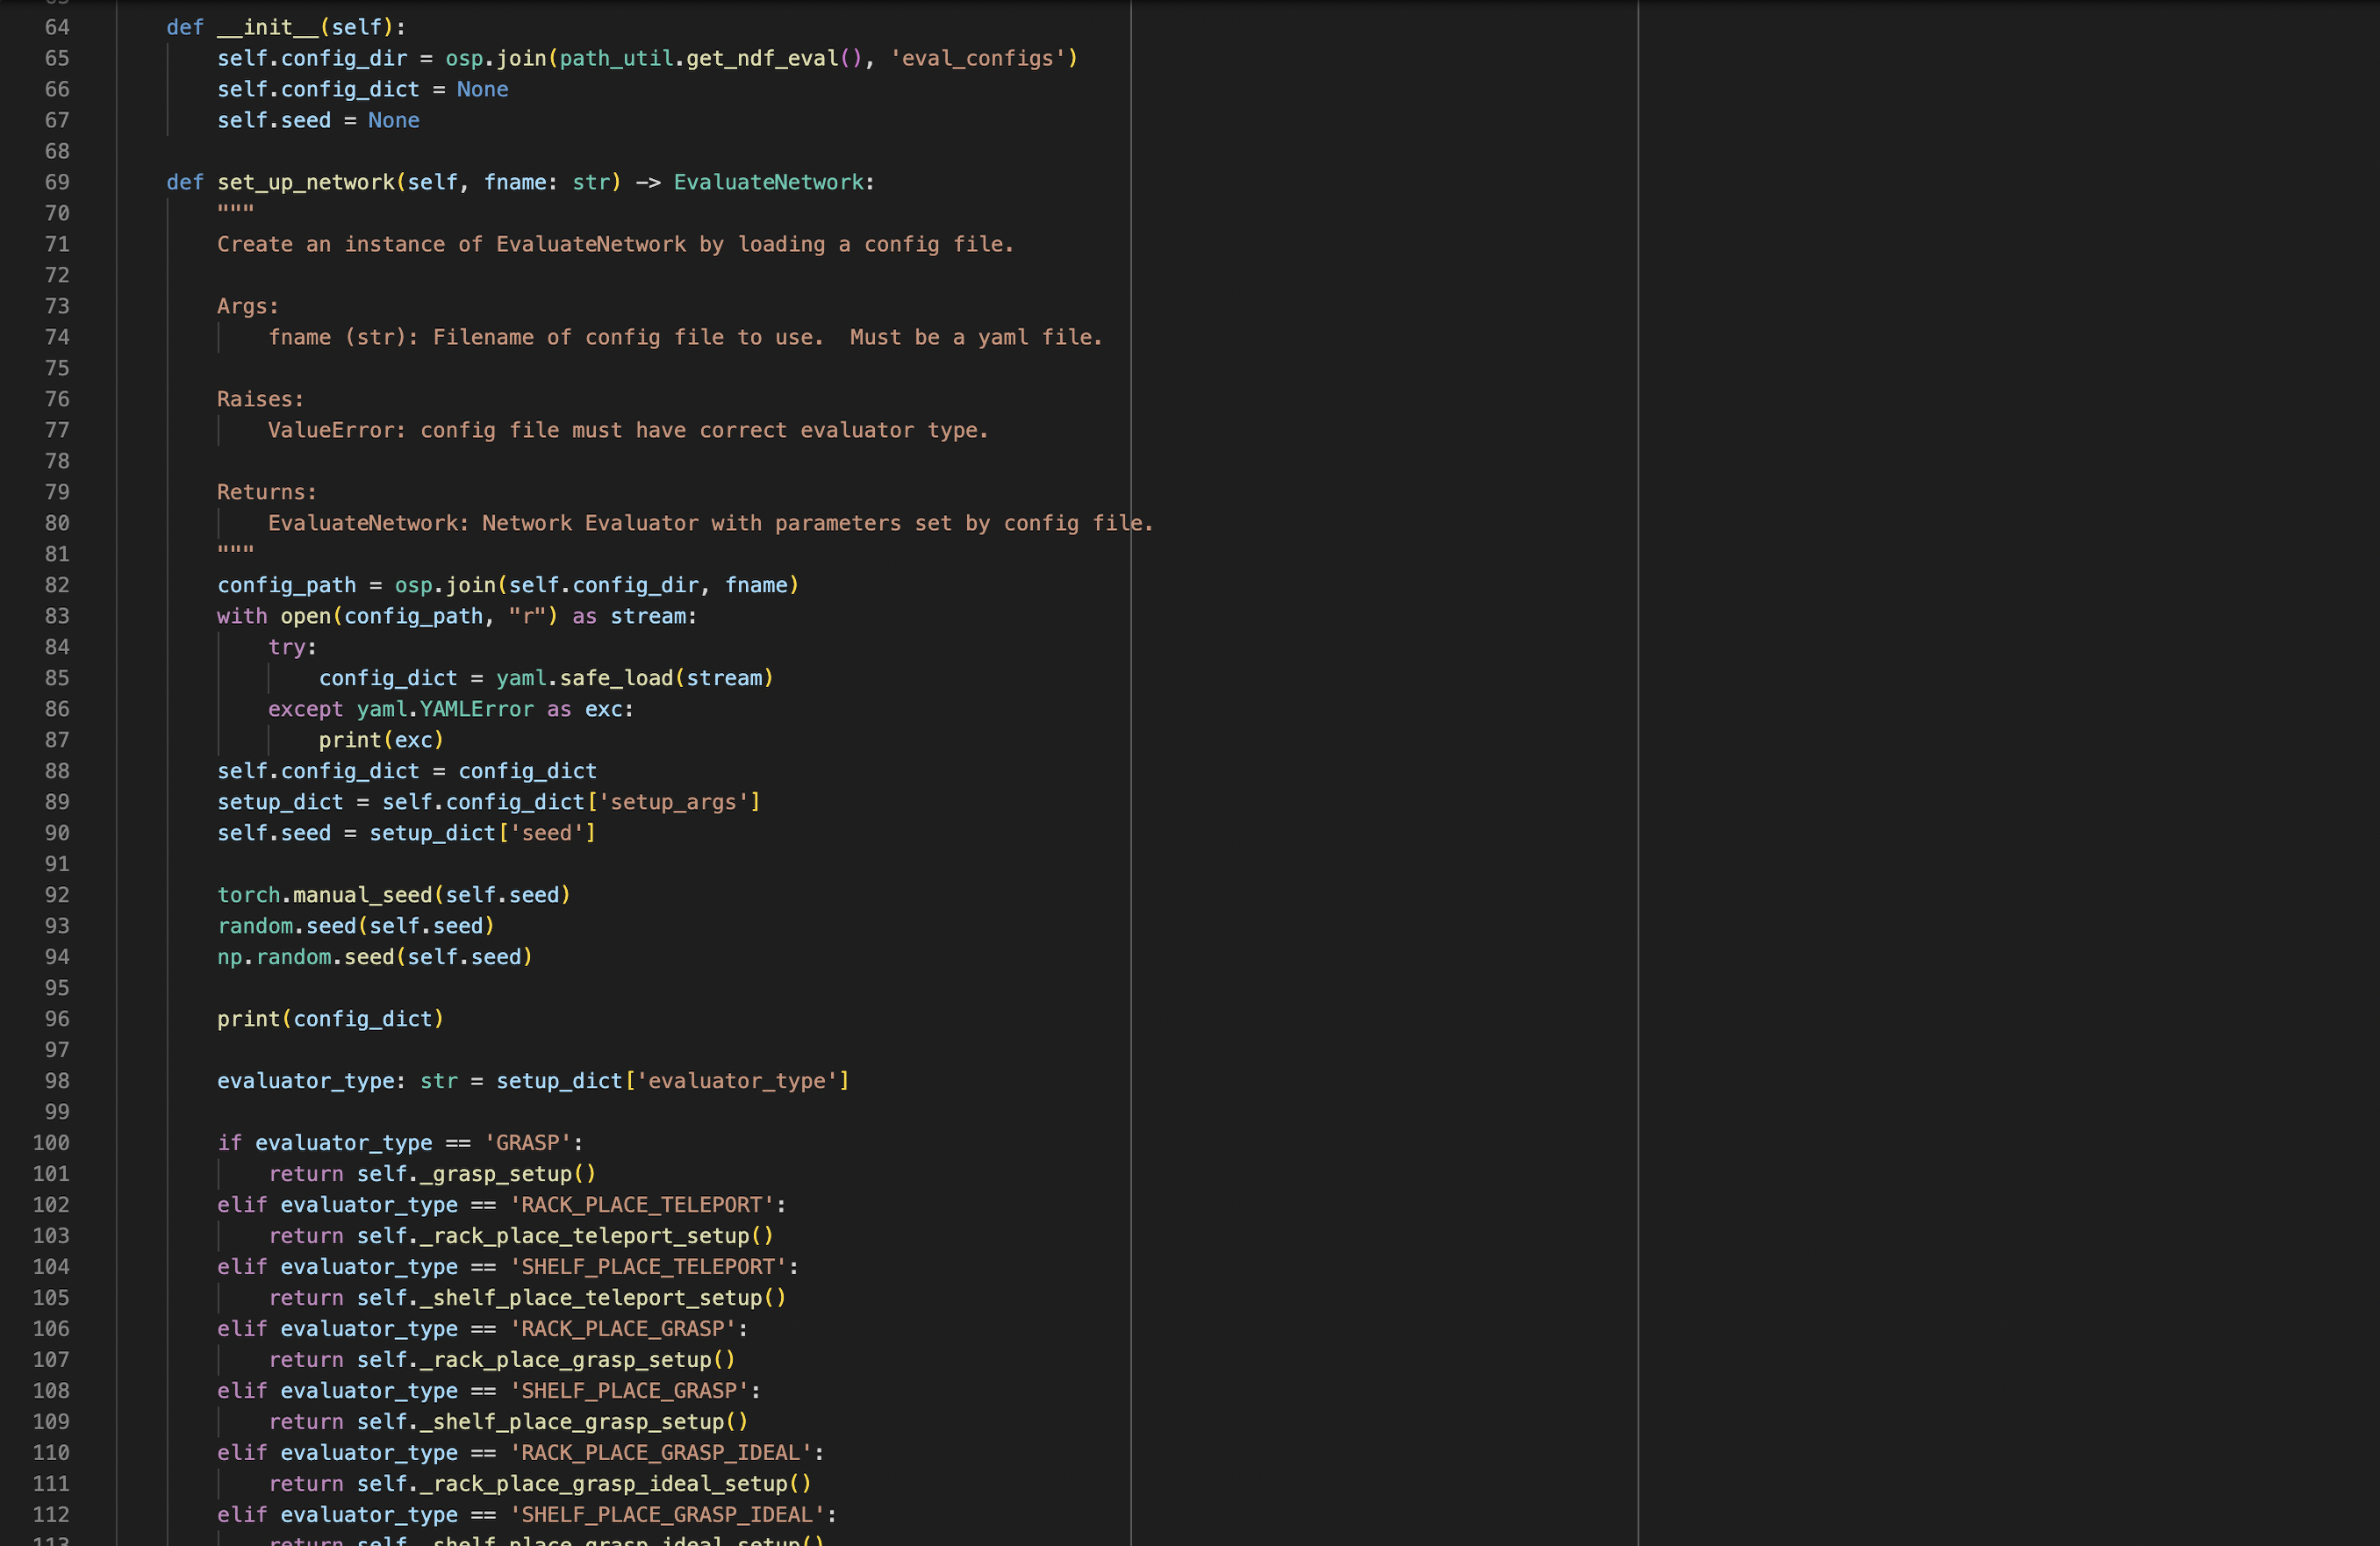 64 def __init__(self):
65 self.config_dir = osp.join(path_util.get_ndf_eval(), 'eval_configs')
66 self.config_dict = None
67 self.seed = None
68
69 def set_up_network(self, fname: str) -> EvaluateNetwork:
70 """
71 Create an instance of EvaluateNetwork by loading a config file.
72
73 Args:
74 fname (str): Filename of config file to use.  Must be a yaml file.
75
76 Raises:
77 ValueError: config file must have correct evaluator type.
78
79 Returns:
80 EvaluateNetwork: Network Evaluator with parameters set by config file.
81 """
82 config_path = osp.join(self.config_dir, fname)
83 with open(config_path, "r") as stream:
84 try:
85 config_dict = yaml.safe_load(stream)
86 except yaml.YAMLError as exc:
87 print(exc)
88 self.config_dict = config_dict
89 setup_dict = self.config_dict['setup_args']
90 self.seed = setup_dict['seed']
91
92 torch.manual_seed(self.seed)
93 random.seed(self.seed)
94 np.random.seed(self.seed)
95
96 print(config_dict)
97
98 evaluator_type: str = setup_dict['evaluator_type']
99
100 if evaluator_type == 'GRASP':
101 return self._grasp_setup()
102 elif evaluator_type == 'RACK_PLACE_TELEPORT':
103 return self._rack_place_teleport_setup()
104 elif evaluator_type == 'SHELF_PLACE_TELEPORT':
105 return self._shelf_place_teleport_setup()
106 elif evaluator_type == 'RACK_PLACE_GRASP':
107 return self._rack_place_grasp_setup()
108 elif evaluator_type == 'SHELF_PLACE_GRASP':
109 return self._shelf_place_grasp_setup()
110 elif evaluator_type == 'RACK_PLACE_GRASP_IDEAL':
111 return self._rack_place_grasp_ideal_setup()
112 elif evaluator_type == 'SHELF_PLACE_GRASP_IDEAL':
113 return self._shelf_place_grasp_ideal_setup()